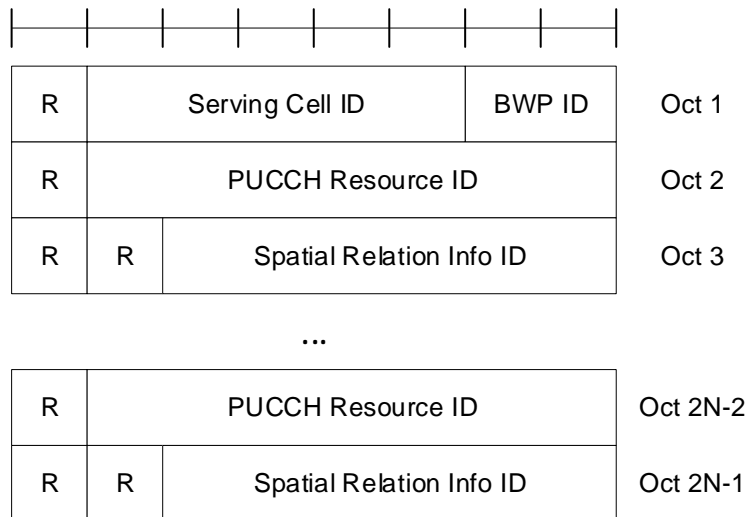 R Serving Cell ID BWP ID Oct 1
R PUCCH Resource ID Oct 2
R R Spatial Relation Info ID Oct 3
...
R PUCCH Resource ID Oct 2N-2
R R Spatial Relation Info ID Oct 2N-1